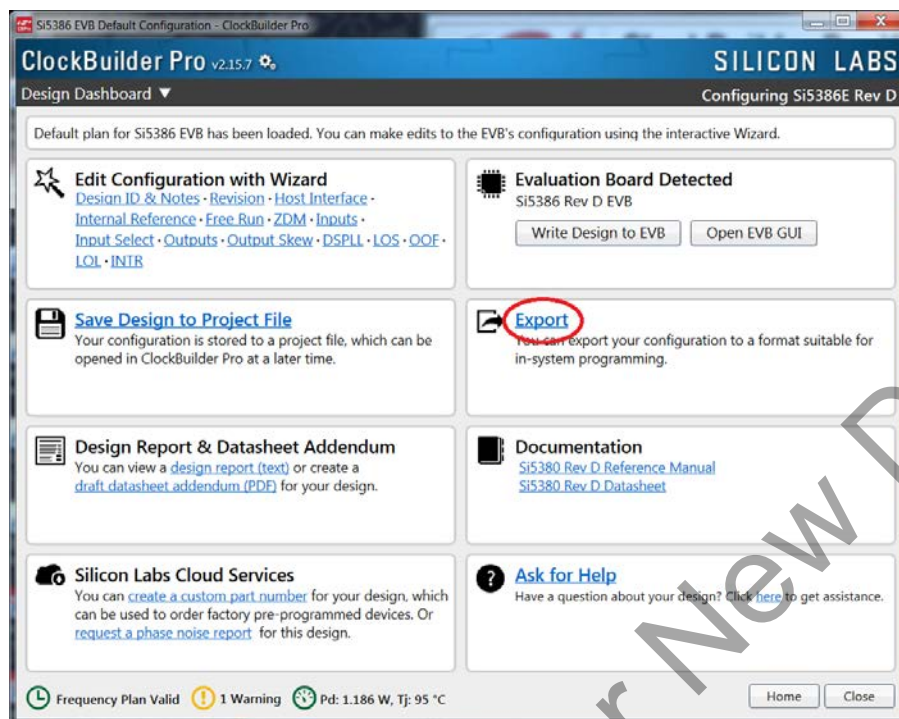 Si5386 EVB Default Configuration - ClockBuilder Pro
ClockBuilder Pro v2.15.7
SILICON LABS
Design Dashboard ▼
Configuring Si5386E Rev D
Default plan for Si5386 EVB has been loaded. You can make edits to the EVB's configuration using the interactive Wizard.
Edit Configuration with Wizard
Design ID & Notes · Revision · Host Interface ·
Internal Reference · Free Run · ZDM · Inputs ·
Input Select · Outputs · Output Skew · DSPLL · LOS · OOF ·
LOL · INTR
Evaluation Board Detected
Si5386 Rev D EVB
Write Design to EVB
Open EVB GUI
Save Design to Project File
Your configuration is stored to a project file, which can be
opened in ClockBuilder Pro at a later time.
Export
You can export your configuration to a format suitable for
in-system programming.
Design Report & Datasheet Addendum
You can view a design report (text) or create a
draft datasheet addendum (PDF) for your design.
Documentation
Si5380 Rev D Reference Manual
Si5380 Rev D Datasheet
Silicon Labs Cloud Services
You can create a custom part number for your design, which
can be used to order factory pre-programmed devices. Or
request a phase noise report for this design.
Ask for Help
Have a question about your design? Click here to get assistance.
Frequency Plan Valid
1 Warning
Pd: 1.186 W, Tj: 95 °C
Home
Close
r New D